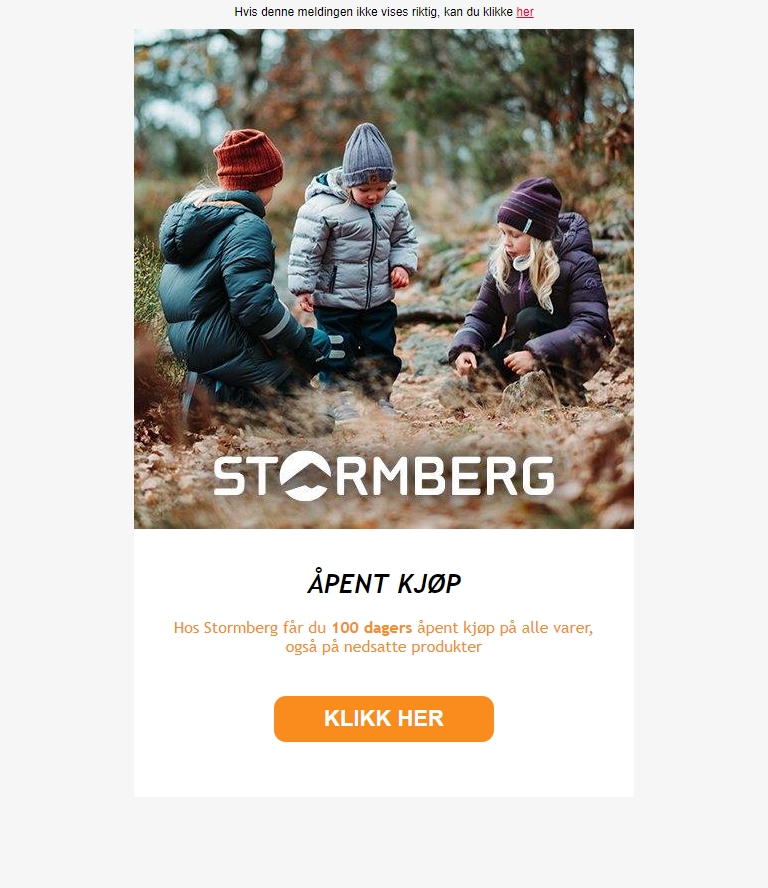 Hvis denne meldingen ikke vises riktig, kan du klikke her
STORMBERG
ÅPENT KJØP
Hos Stormberg får du 100 dagers åpent kjøp på alle varer,
også på nedsatte produkter
KLIKK HER